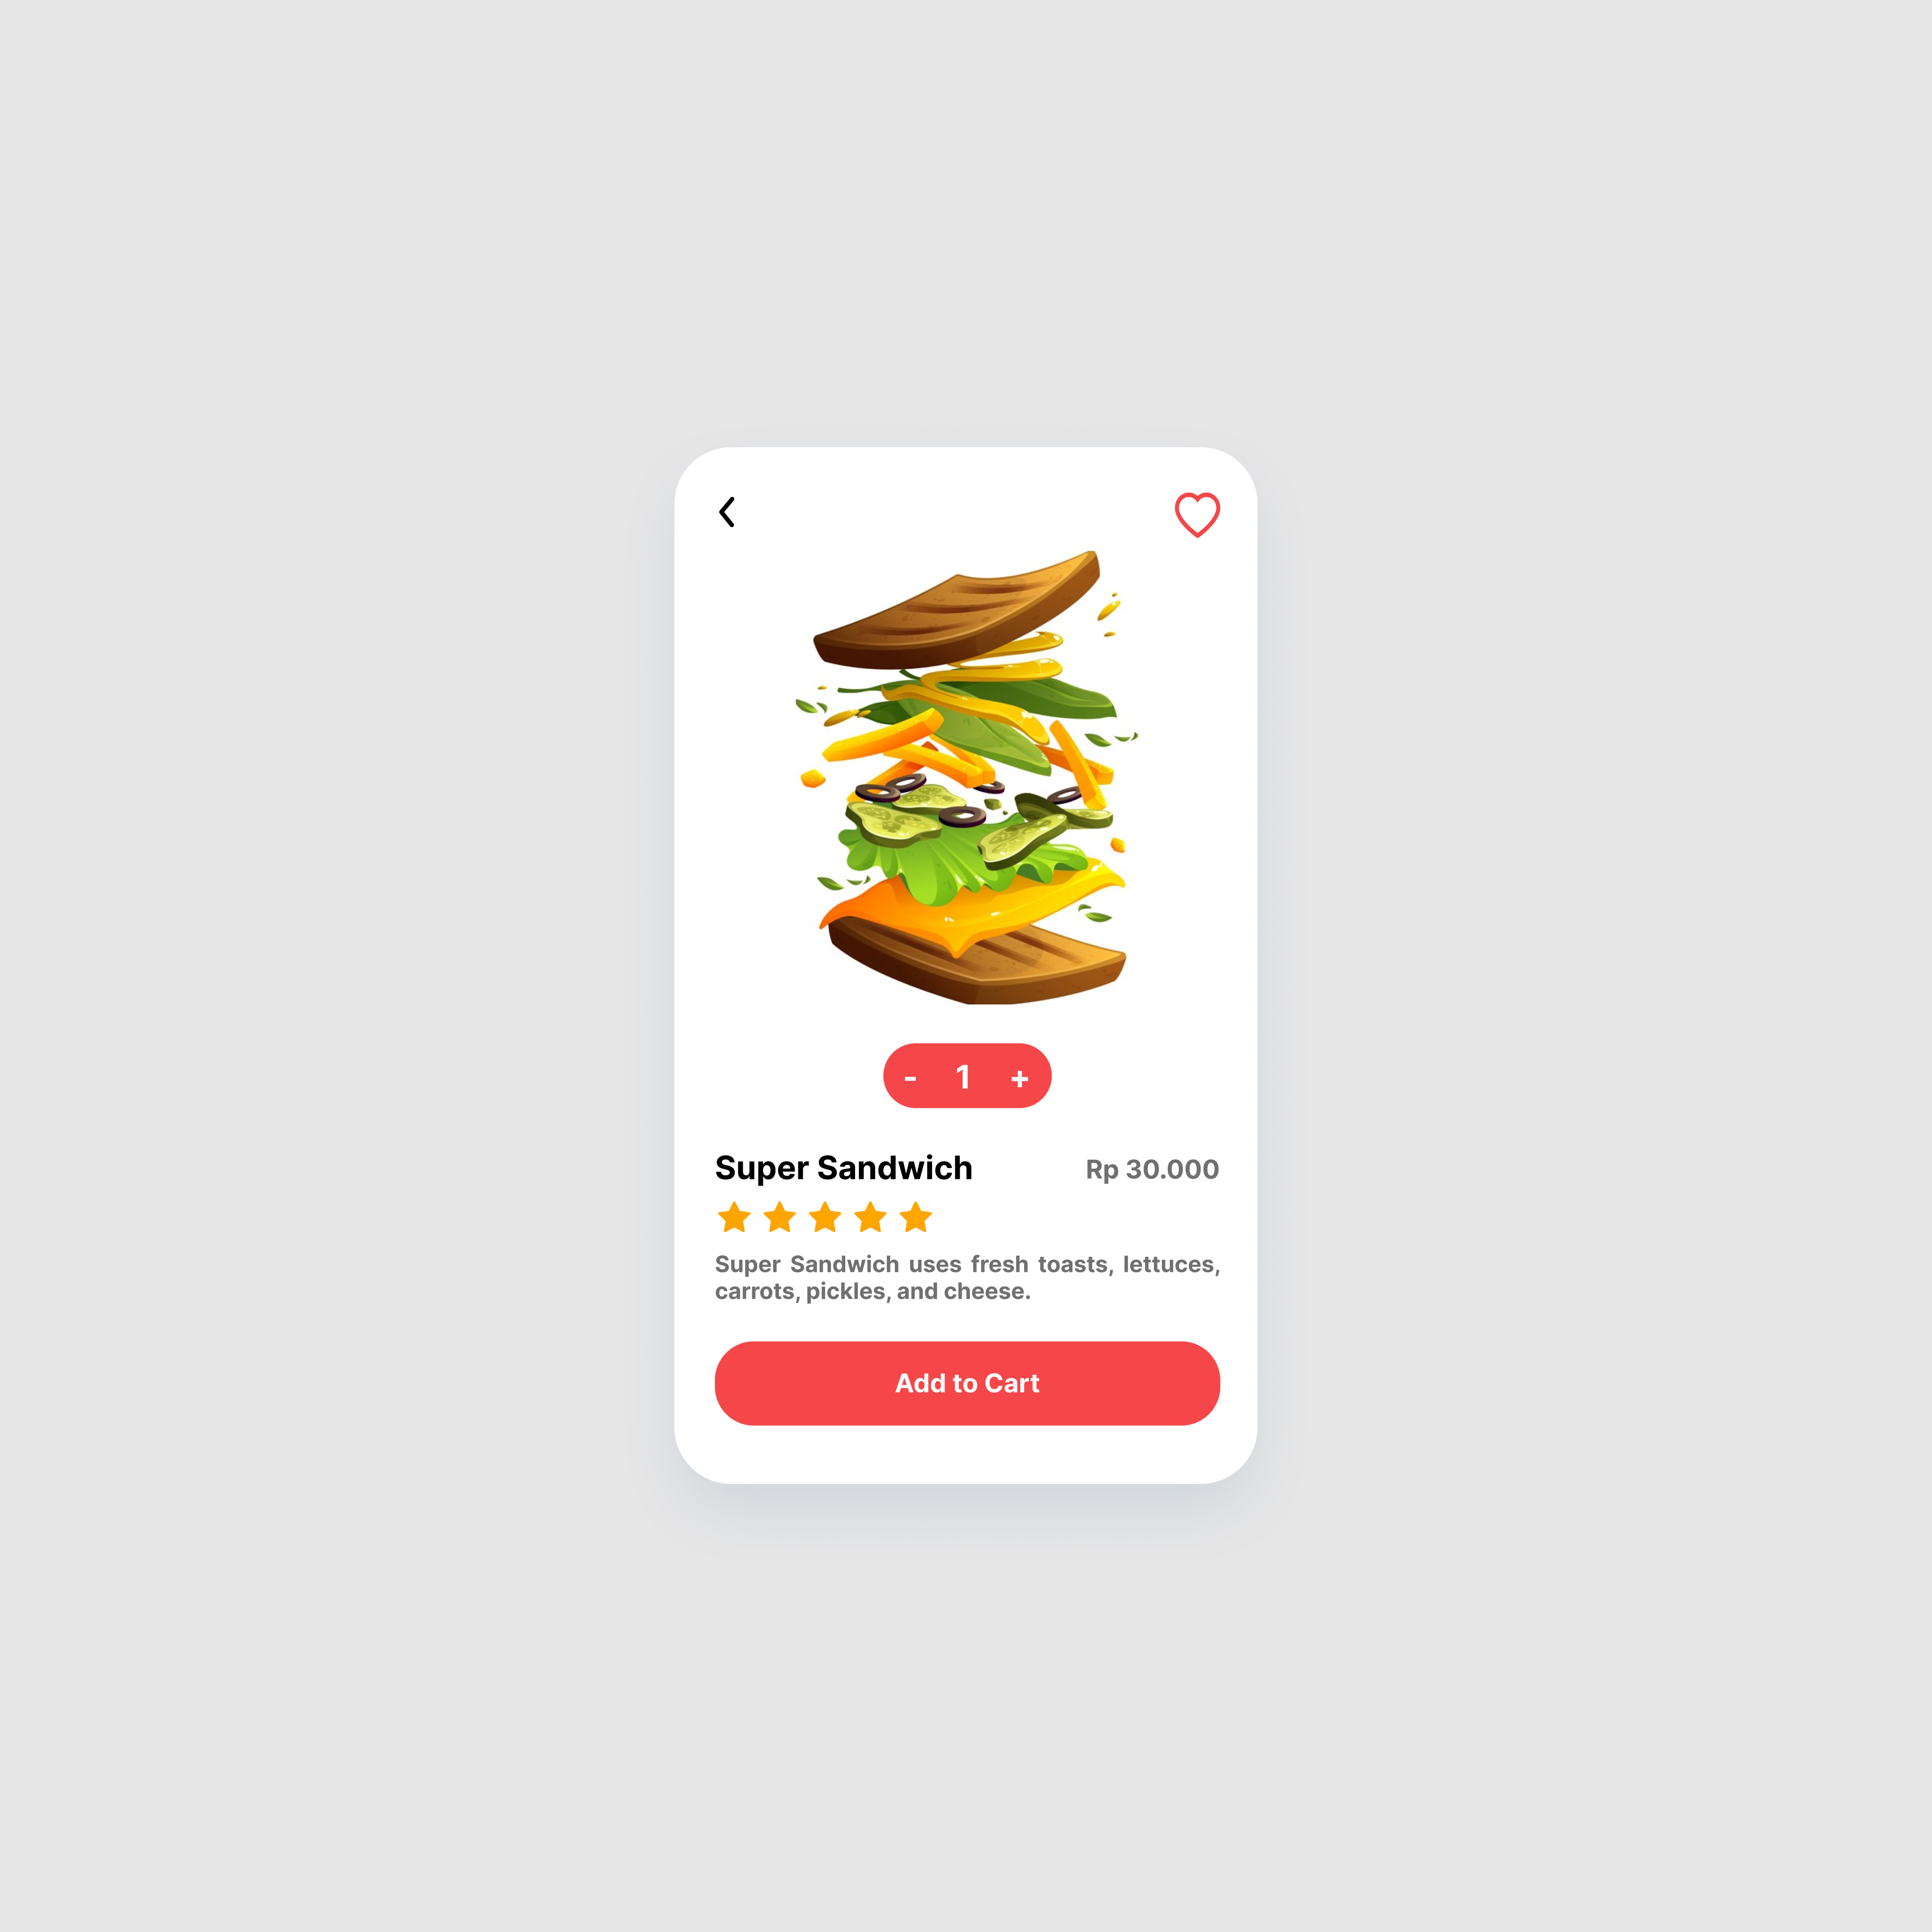 - 1 +
Super Sandwich
Rp 30.000
Super Sandwich uses fresh toasts, lettuces,
carrots, pickles, and cheese.
Add to Cart